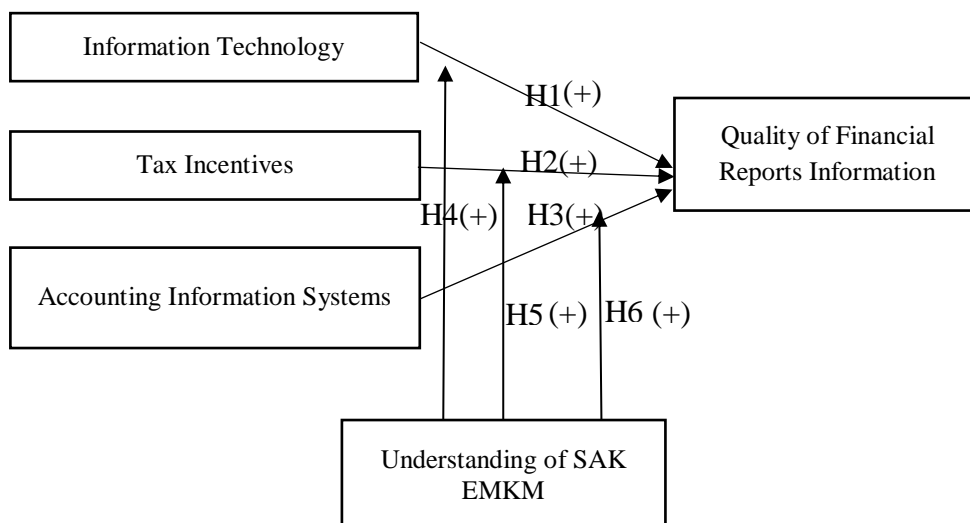 Information Technology
H1(+)
Quality of Financial
Reports Information
Tax Incentives
H2(+)
H4(+)
H3(+)
Accounting Information Systems
H5 (+)
H6 (+)
Understanding of SAK
EMKM